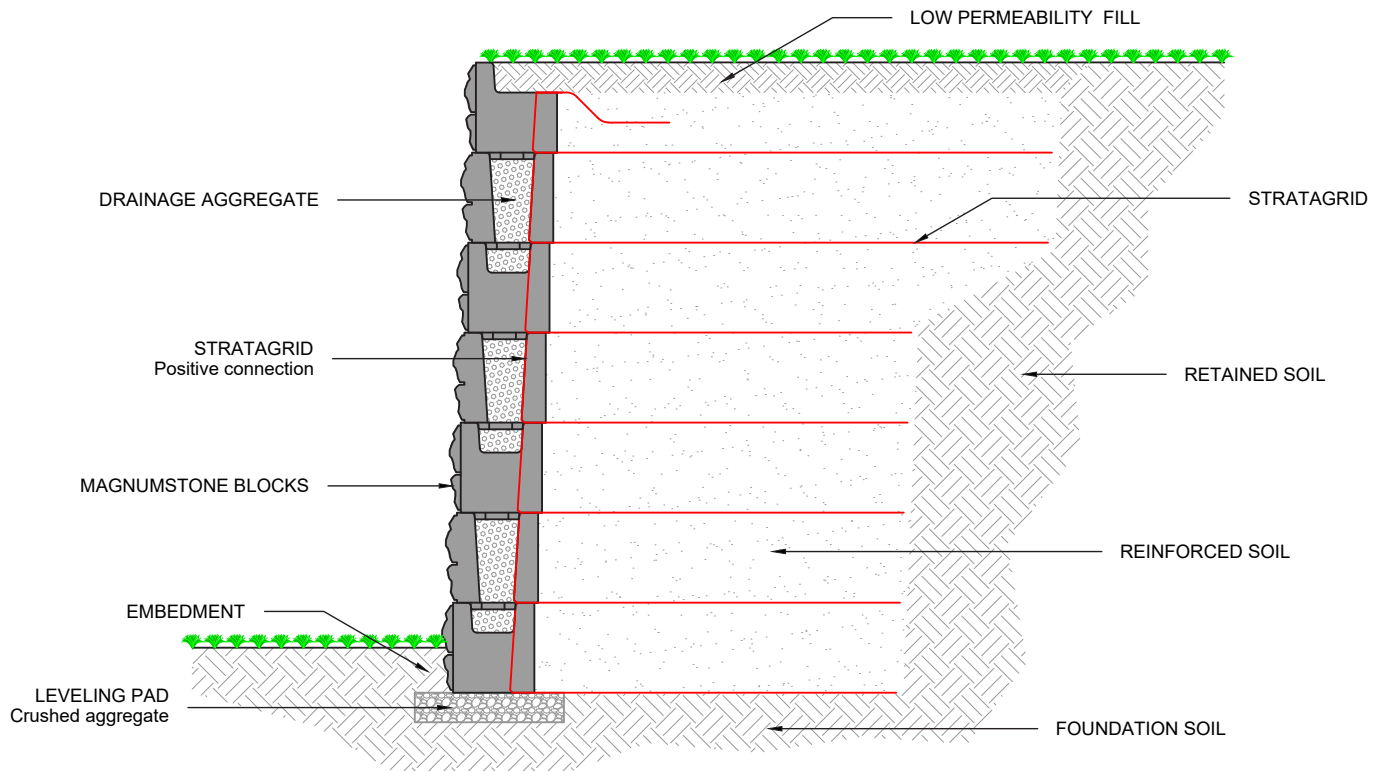 LOW PERMEABILITY FILL
DRAINAGE AGGREGATE
STRATAGRID
STRATAGRID
Positive connection
RETAINED SOIL
MAGNUMSTONE BLOCKS
REINFORCED SOIL
EMBEDMENT
LEVELING PAD
Crushed aggregate
FOUNDATION SOIL